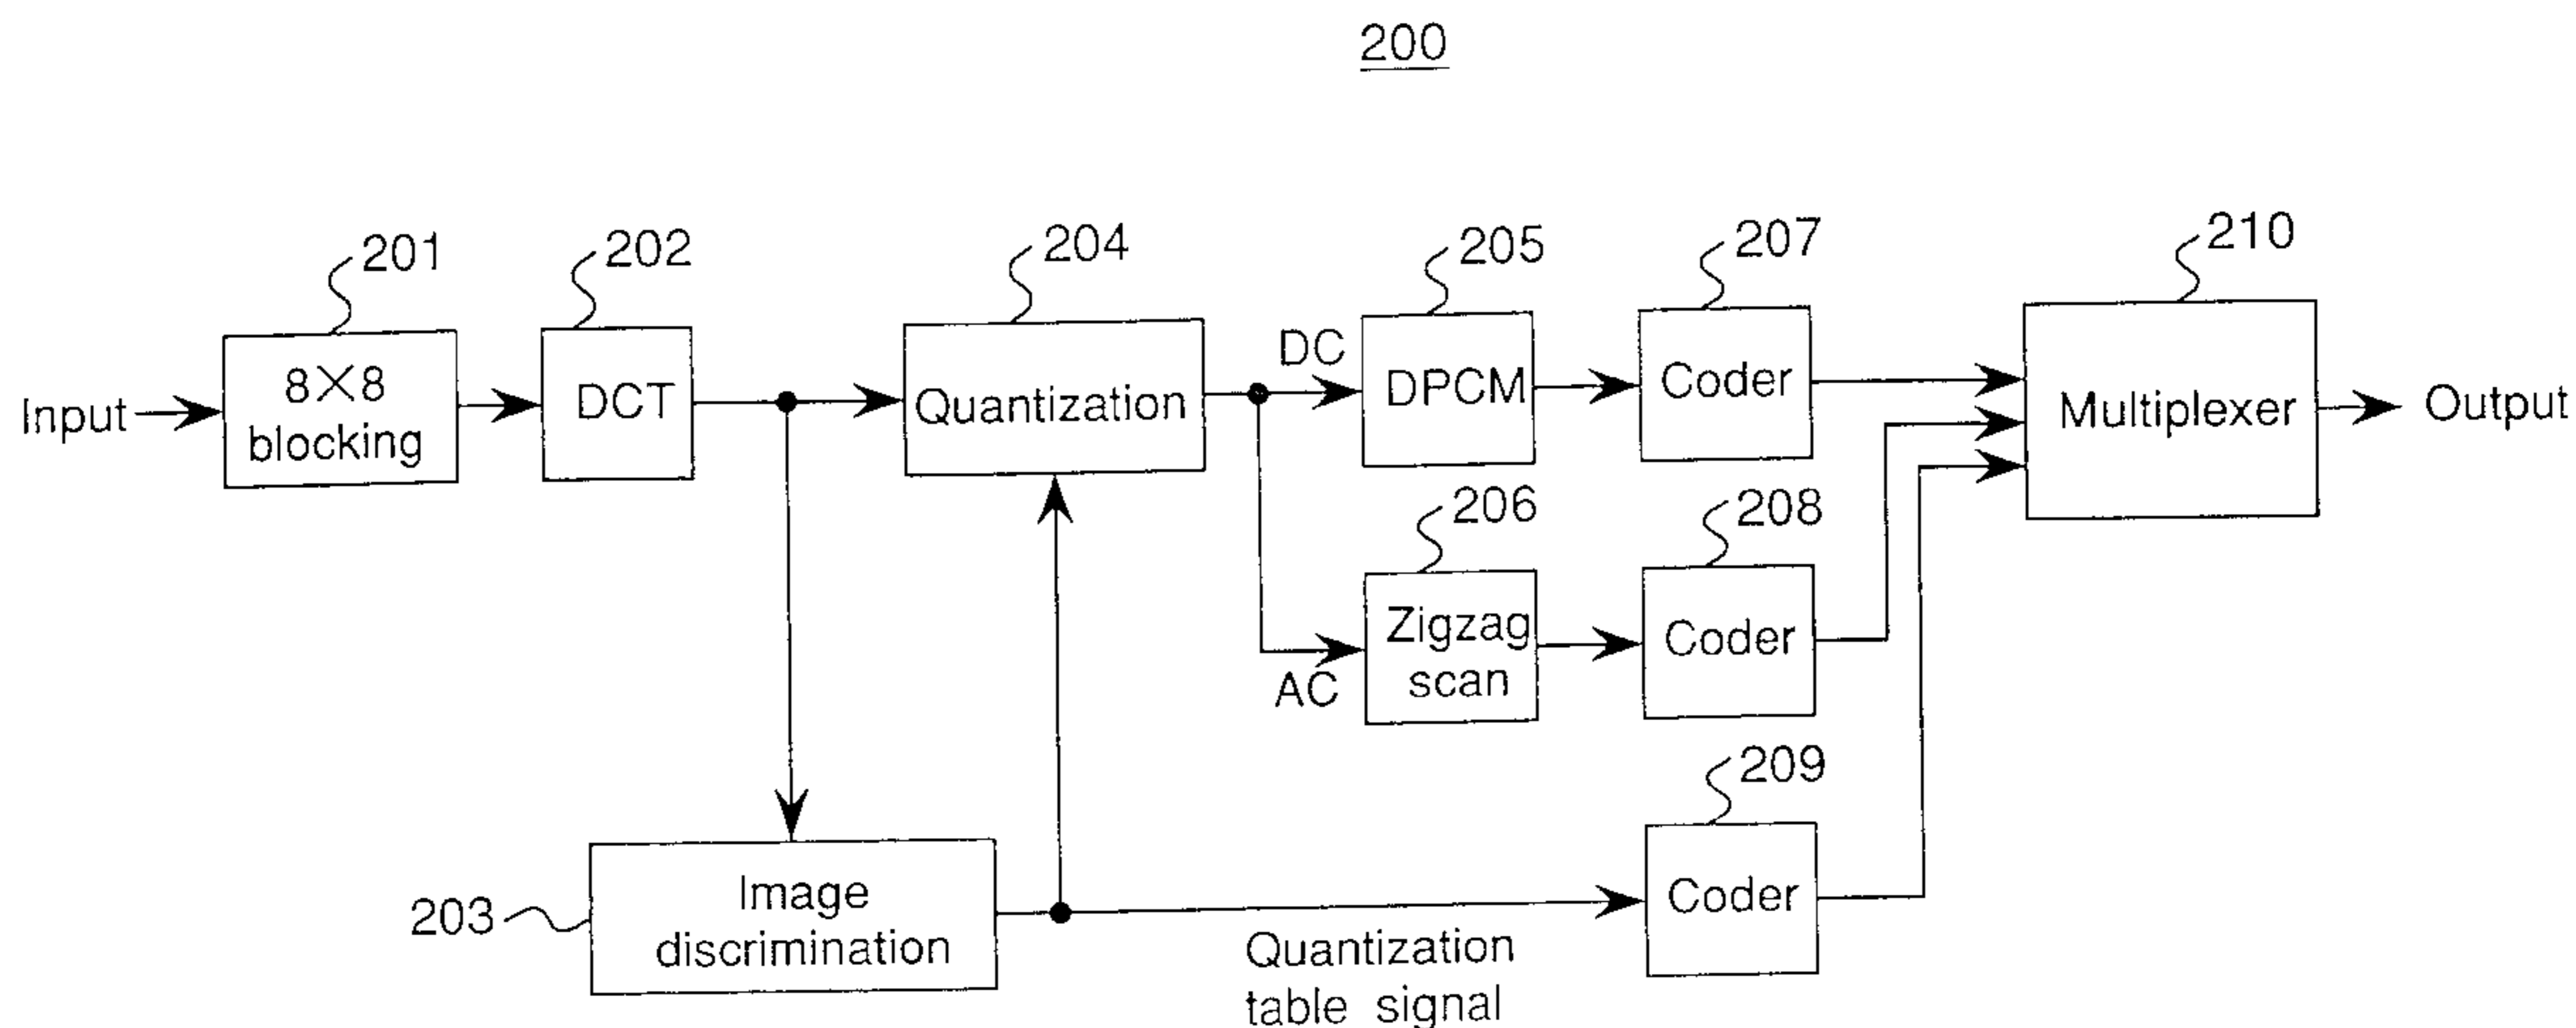 200
201
202
204
205
207
210
Input
8×8
blocking
DCT
Quantization
DC
DPCM
Coder
Multiplexer
Output
206
208
AC
Zigzag
scan
Coder
209
203
Image
discrimination
Quantization
table signal
Coder